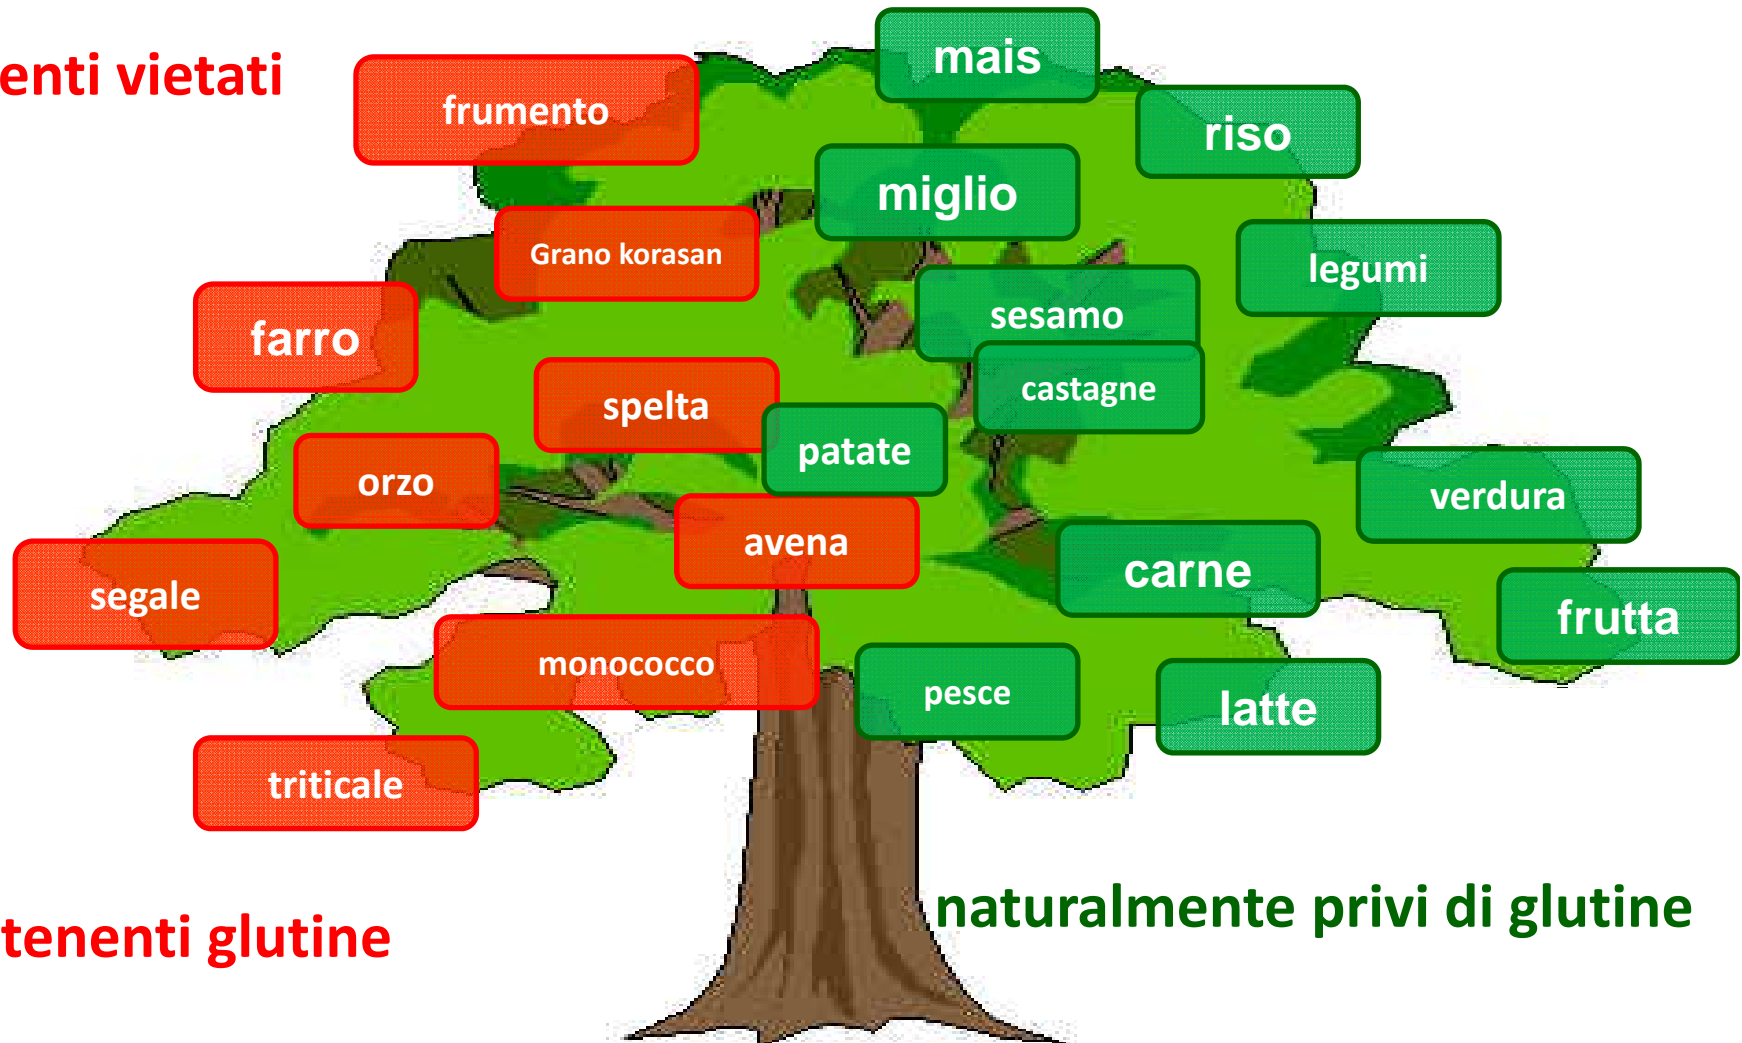 enti vietati
mais
frumento
riso
miglio
Grano korasan
legumi
sesamo
farro
castagne
spelta
patate
orzo
verdura
avena
carne
segale
frutta
monococco
pesce
latte
triticale
naturalmente privi di glutine
tenenti glutine